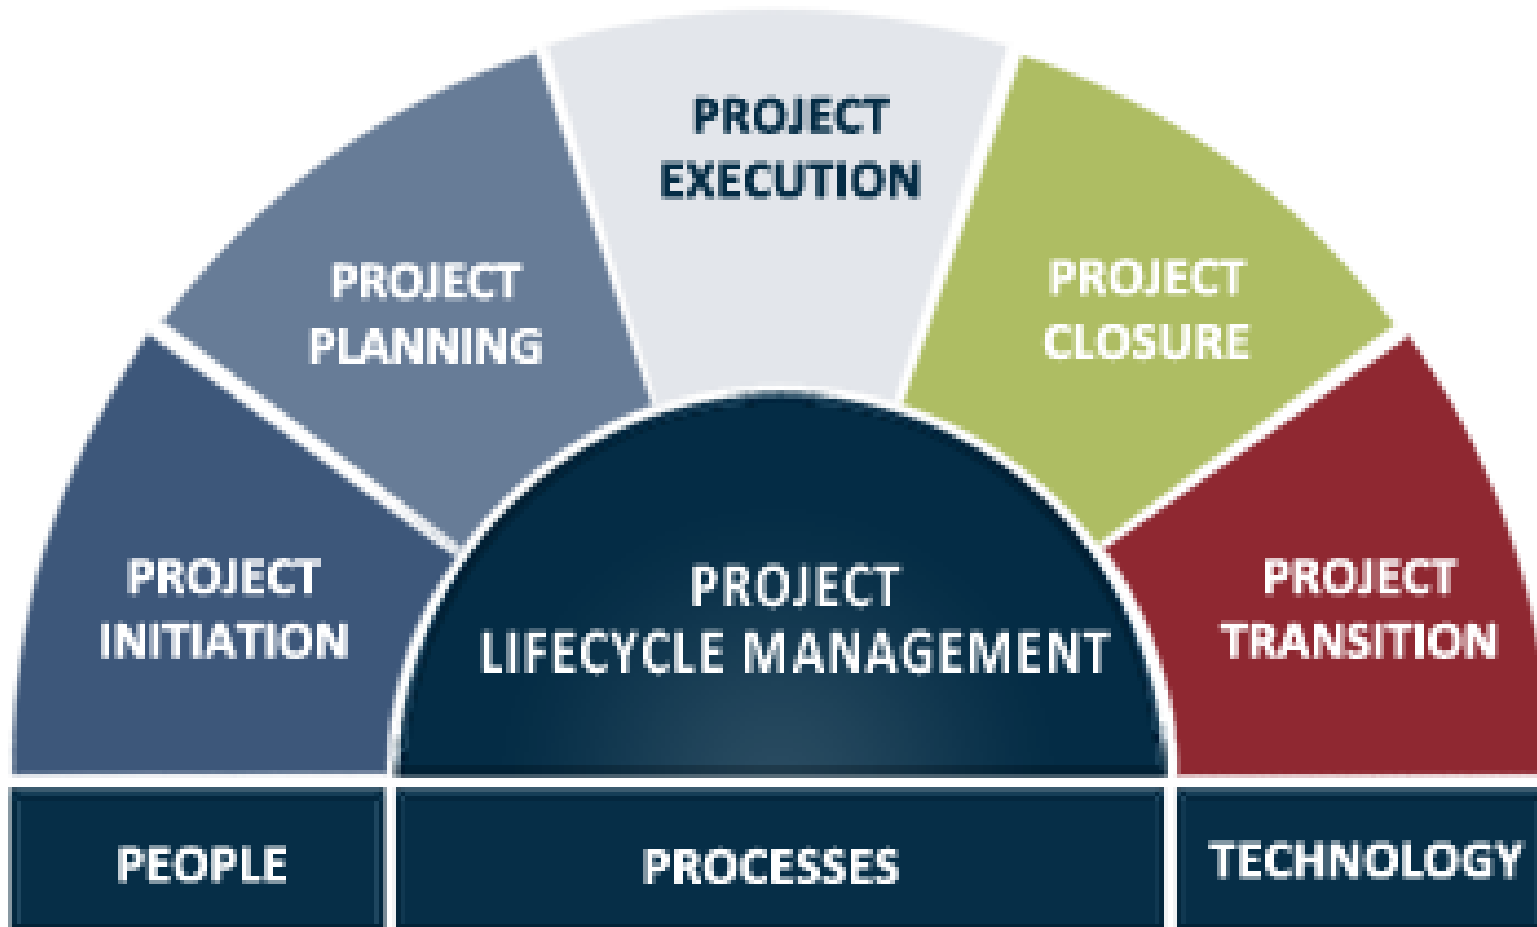 PROJECT
EXECUTION
PROJECT
PLANNING
PROJECT
CLOSURE
PROJECT
INITIATION
PROJECT
LIFECYCLE MANAGEMENT
PROJECT
TRANSITION
PEOPLE
PROCESSES
TECHNOLOGY